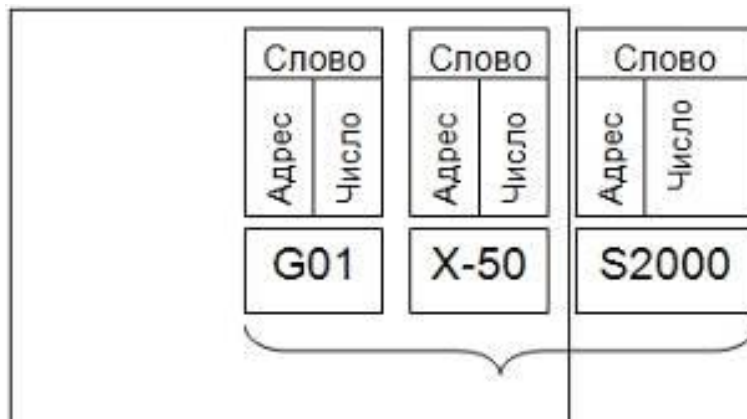 Слово Слово Слово
Адрес Число Адрес Число Адрес Число
G01 X-50 S2000